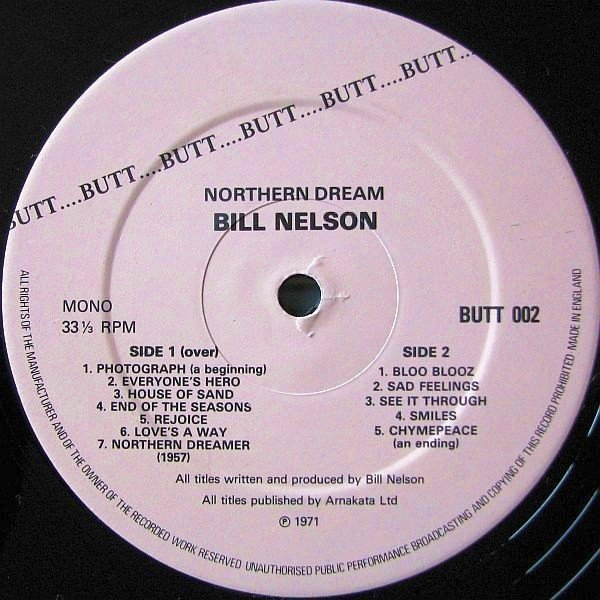 BUTT....BUTT....BUTT....BUTT....BUTT....BUTT...
NORTHERN DREAM
BILL NELSON
MONO
33⅓ RPM
BUTT 002
SIDE 1 (over)
1. PHOTOGRAPH (a beginning)
2. EVERYONE'S HERO
3. HOUSE OF SAND
4. END OF THE SEASONS
5. REJOICE
6. LOVE'S A WAY
7. NORTHERN DREAMER
(1957)
SIDE 2
1. BLOO BLOOZ
2. SAD FEELINGS
3. SEE IT THROUGH
4. SMILES
5. CHYMEPEACE
(an ending)
All titles written and produced by Bill Nelson
All titles published by Arnakata Ltd
℗ 1971
ALL RIGHTS OF THE MANUFACTURER AND OF THE OWNER OF THE RECORDED WORK RESERVED UNAUTHORISED PUBLIC PERFORMANCE BROADCASTING AND COPYING OF THIS RECORD PROHIBITED MADE IN ENGLAND